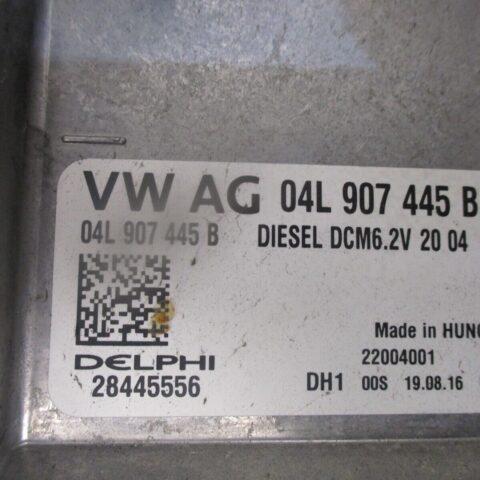 VW AG 04L 907 445 B
04L 907 445 B DIESEL DCM6.2V 20 04
Made in HUNG
DELPHI 22004001
28445556 DH1 00S 19.08.16